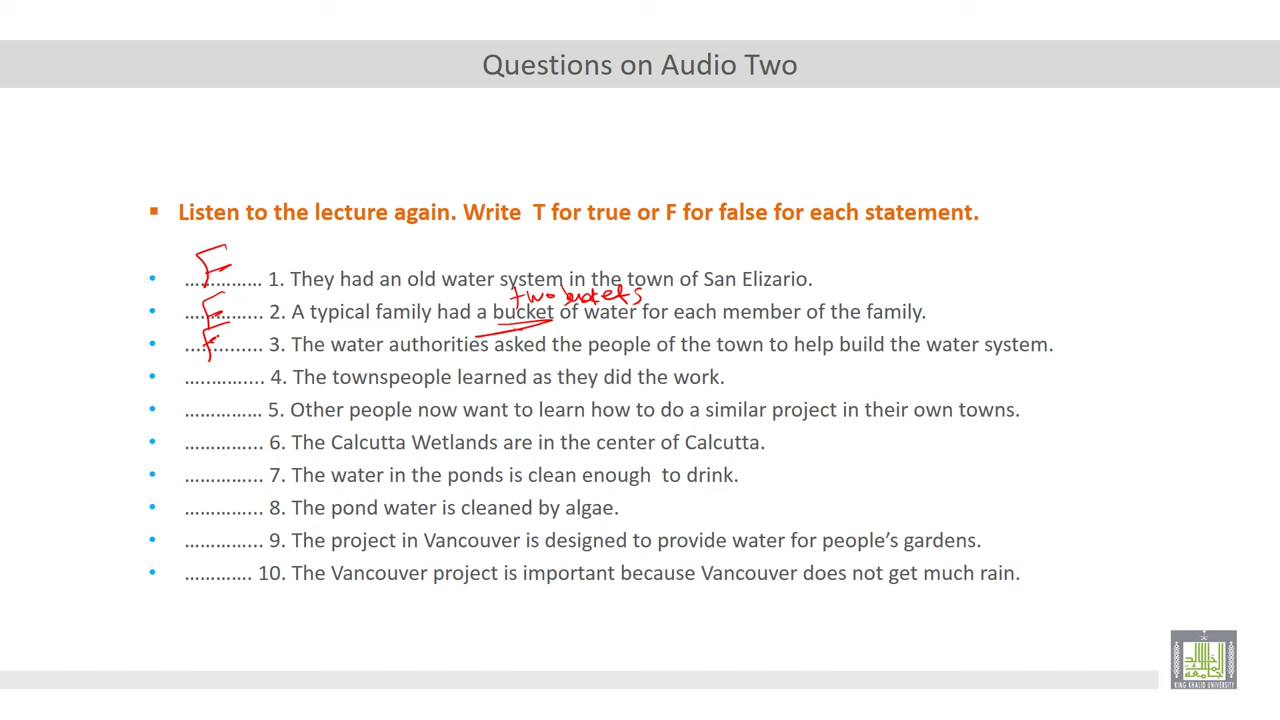 Questions on Audio Two
▪ Listen to the lecture again. Write T for true or F for false for each statement.
• F ………….. 1. They had an old water system in the town of San Elizario.
two buckets
• F ………….. 2. A typical family had a bucket of water for each member of the family.
• F ………….. 3. The water authorities asked the people of the town to help build the water system.
• ………….... 4. The townspeople learned as they did the work.
• …………… 5. Other people now want to learn how to do a similar project in their own towns.
• …………... 6. The Calcutta Wetlands are in the center of Calcutta.
• …………... 7. The water in the ponds is clean enough to drink.
• …………... 8. The pond water is cleaned by algae.
• …………... 9. The project in Vancouver is designed to provide water for people's gardens.
• …………. 10. The Vancouver project is important because Vancouver does not get much rain.
KING KHALID UNIVERSITY